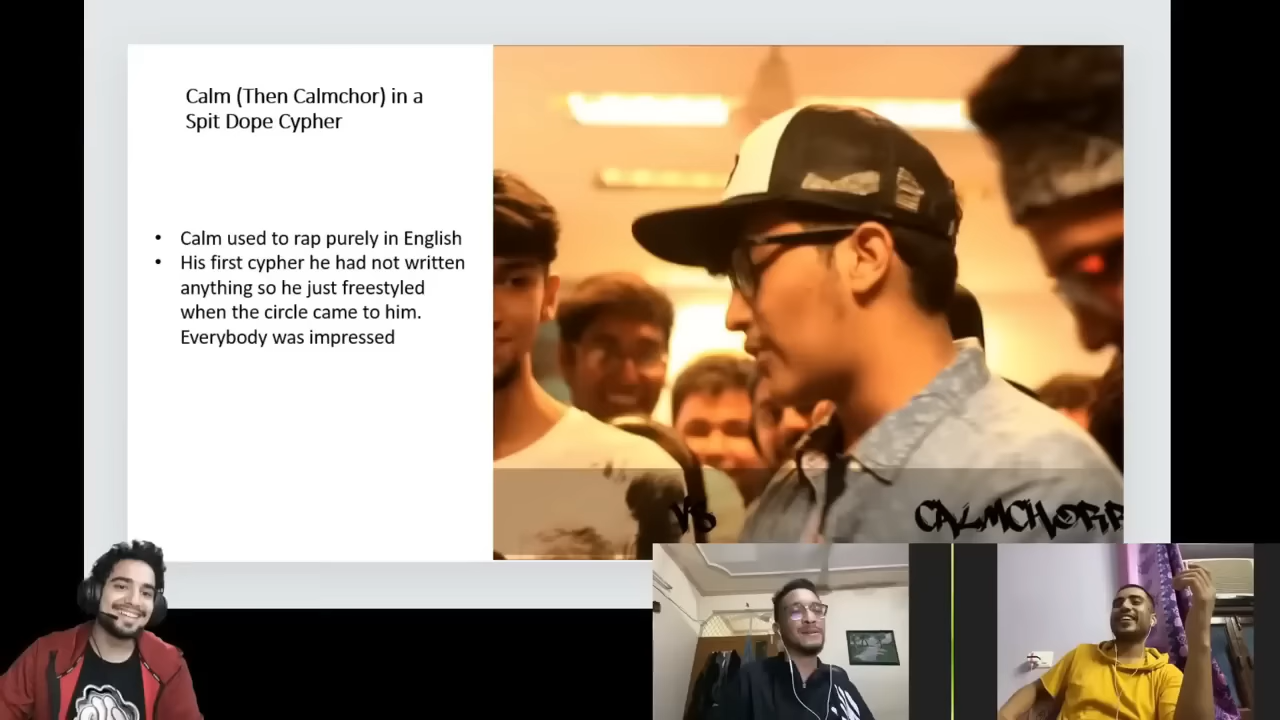 Calm (Then Calmchor) in a
Spit Dope Cypher
• Calm used to rap purely in English
• His first cypher he had not written
anything so he just freestyled
when the circle came to him.
Everybody was impressed
VS
CALMCHORR